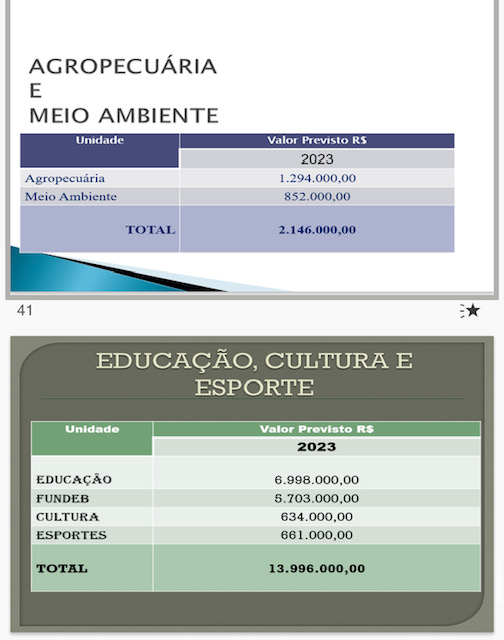 AGROPECUÁRIA
E
MEIO AMBIENTE
Unidade Valor Previsto R$
2023
Agropecuária 1.294.000,00
Meio Ambiente 852.000,00
TOTAL 2.146.000,00
41
EDUCAÇÃO, CULTURA E
ESPORTE
Unidade Valor Previsto R$
2023
EDUCAÇÃO 6.998.000,00
FUNDEB 5.703.000,00
CULTURA 634.000,00
ESPORTES 661.000,00
TOTAL 13.996.000,00